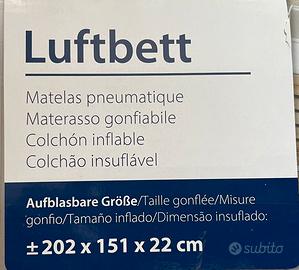 Luftbett
Matelas pneumatique
Materasso gonfiabile
Colchón inflable
Colchão insuflável
Aufblasbare Größe/Taille gonflée/Misure
gonfio/Tamaño inflado/Dimensão insuflado:
± 202 x 151 x 22 cm
subito